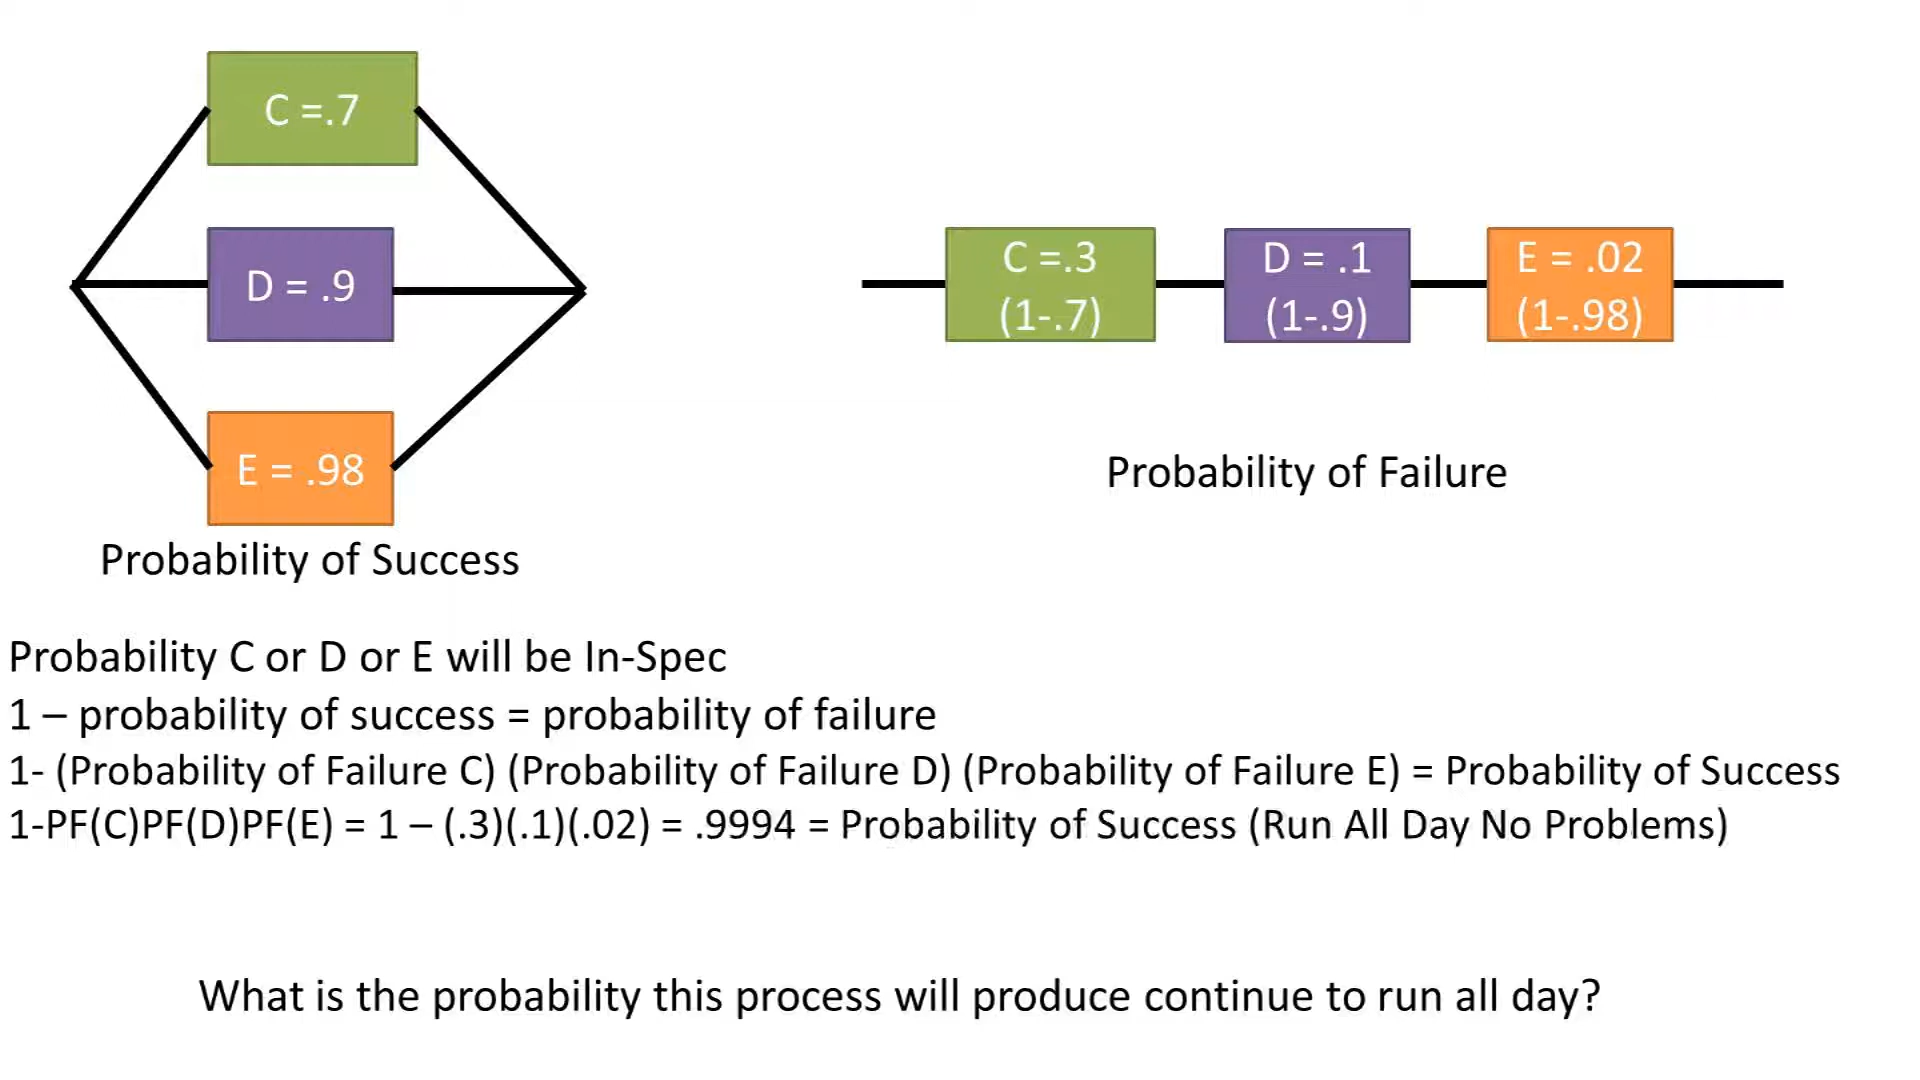 C =.7
D = .9
E = .98
Probability of Success
C =.3
(1-.7)
D = .1
(1-.9)
E = .02
(1-.98)
Probability of Failure
Probability C or D or E will be In-Spec
1 – probability of success = probability of failure
1- (Probability of Failure C) (Probability of Failure D) (Probability of Failure E) = Probability of Success
1-PF(C)PF(D)PF(E) = 1 – (.3)(.1)(.02) = .9994 = Probability of Success (Run All Day No Problems)
What is the probability this process will produce continue to run all day?